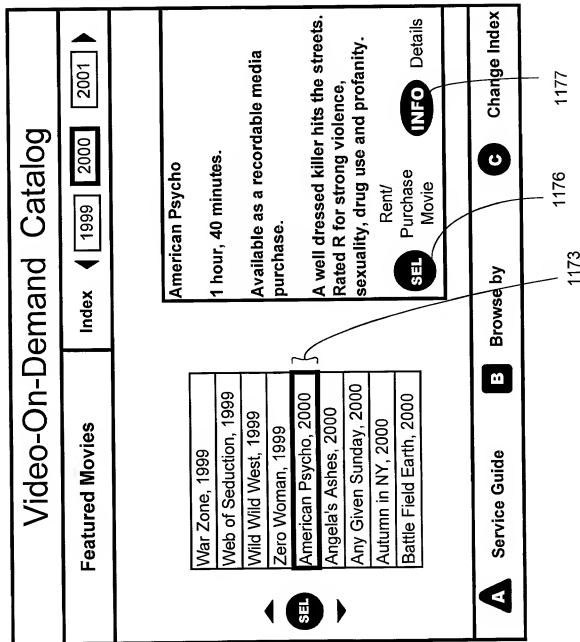 Video-On-Demand Catalog
Featured Movies
Index 1999 2000 2001
War Zone, 1999
Web of Seduction, 1999
Wild Wild West, 1999
Zero Woman, 1999
American Psycho, 2000
Angela's Ashes, 2000
Any Given Sunday, 2000
Autumn in NY, 2000
Battle Field Earth, 2000
SEL
American Psycho
1 hour, 40 minutes.
Available as a recordable media
purchase.
A well dressed killer hits the streets.
Rated R for strong violence,
sexuality, drug use and profanity.
SEL
Rent/
Purchase
Movie
INFO Details
A Service Guide
B Browse by
C Change Index
1173
1176
1177